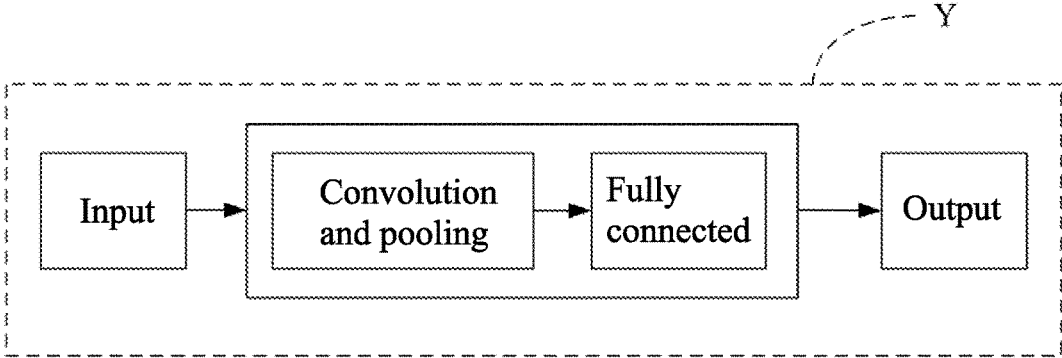 Y
Input
Convolution
and pooling
Fully
connected
Output